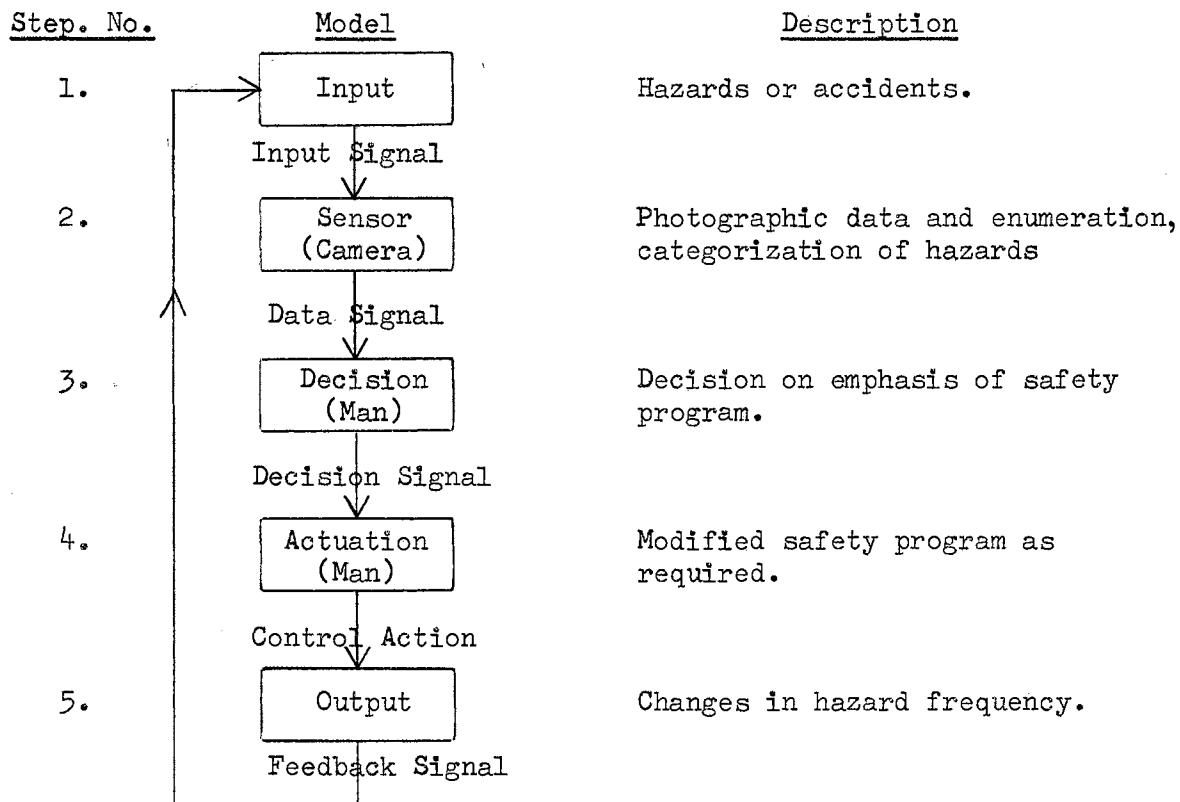 Step. No. Model Description
1. Input Hazards or accidents.
Input Signal
2. Sensor Photographic data and enumeration,
(Camera) categorization of hazards
Data Signal
3. Decision Decision on emphasis of safety
(Man) program.
Decision Signal
4. Actuation Modified safety program as
(Man) required.
Control Action
5. Output Changes in hazard frequency.
Feedback Signal